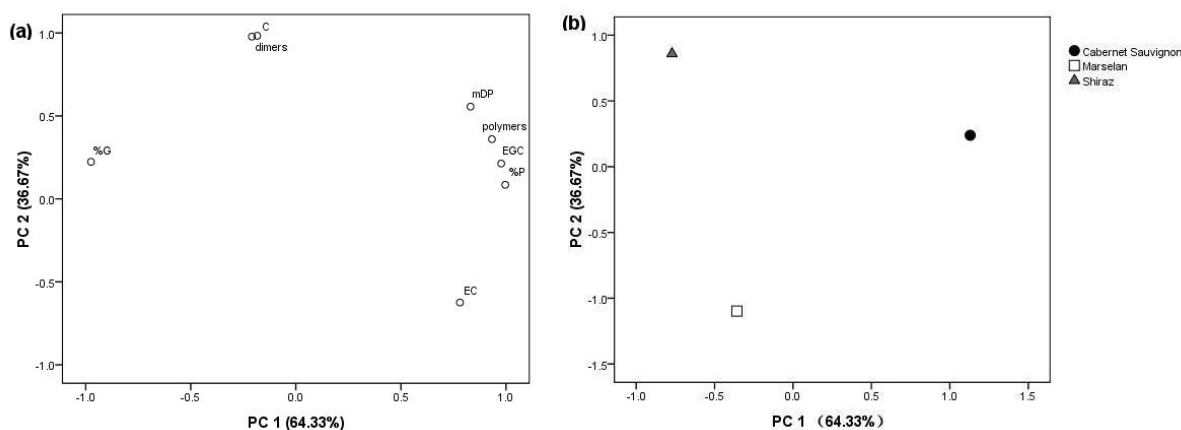 (a)
C
dimers
mDP
polymers
EGC
%P
%G
EC
1.0
0.5
0.0
-0.5
-1.0
-1.0
-0.5
0.0
0.5
1.0
PC 2 (36.67%)
PC 1 (64.33%)
(b)
1.0
0.5
0.0
-0.5
-1.0
-1.5
-1.0
-0.5
0.0
0.5
1.0
1.5
PC 2 (36.67%)
PC 1 （64.33%）
Cabernet Sauvignon
Marselan
Shiraz